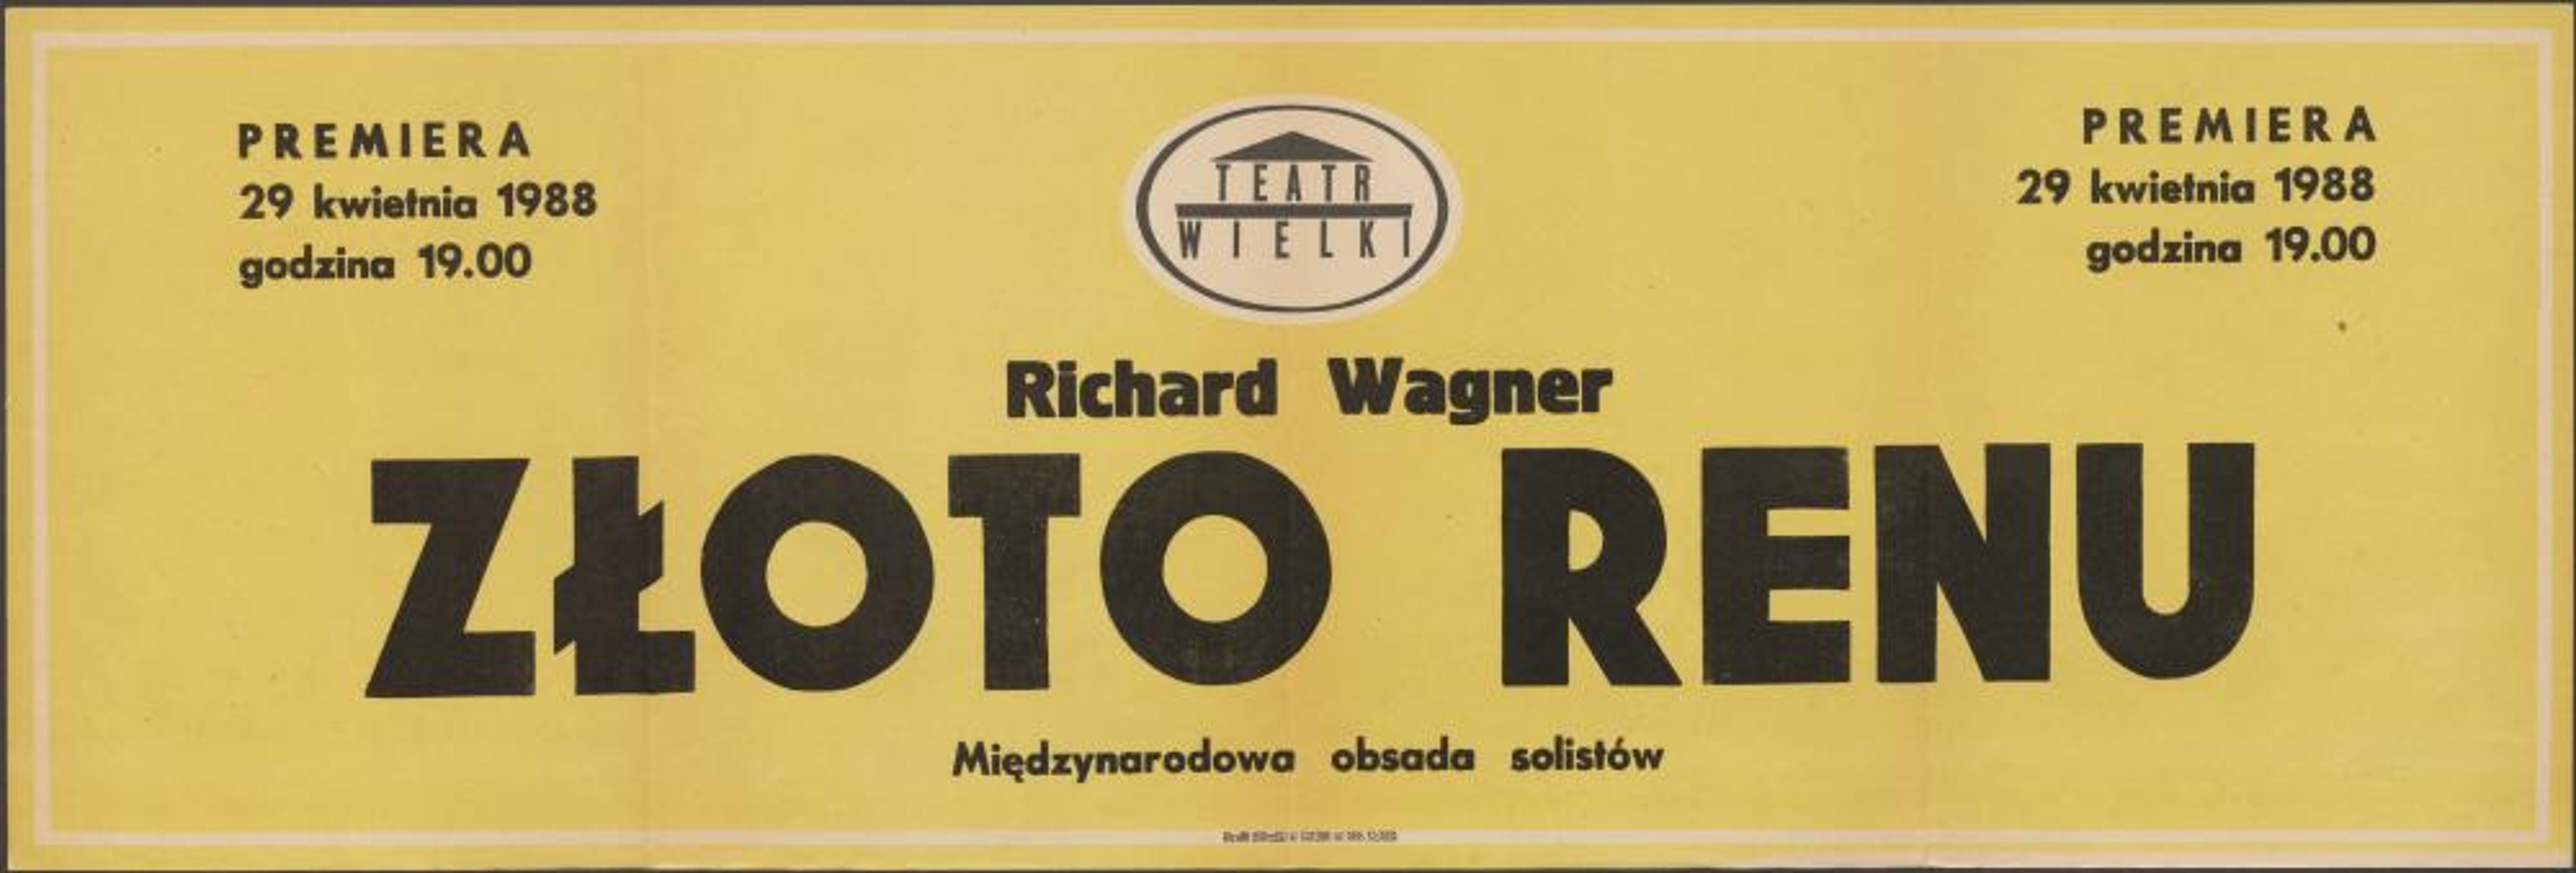 PREMIERA
29 kwietnia 1988
godzina 19.00
TEATR
WIELKI
PREMIERA
29 kwietnia 1988
godzina 19.00
Richard Wagner
ZŁOTO RENU
Międzynarodowa obsada solistów